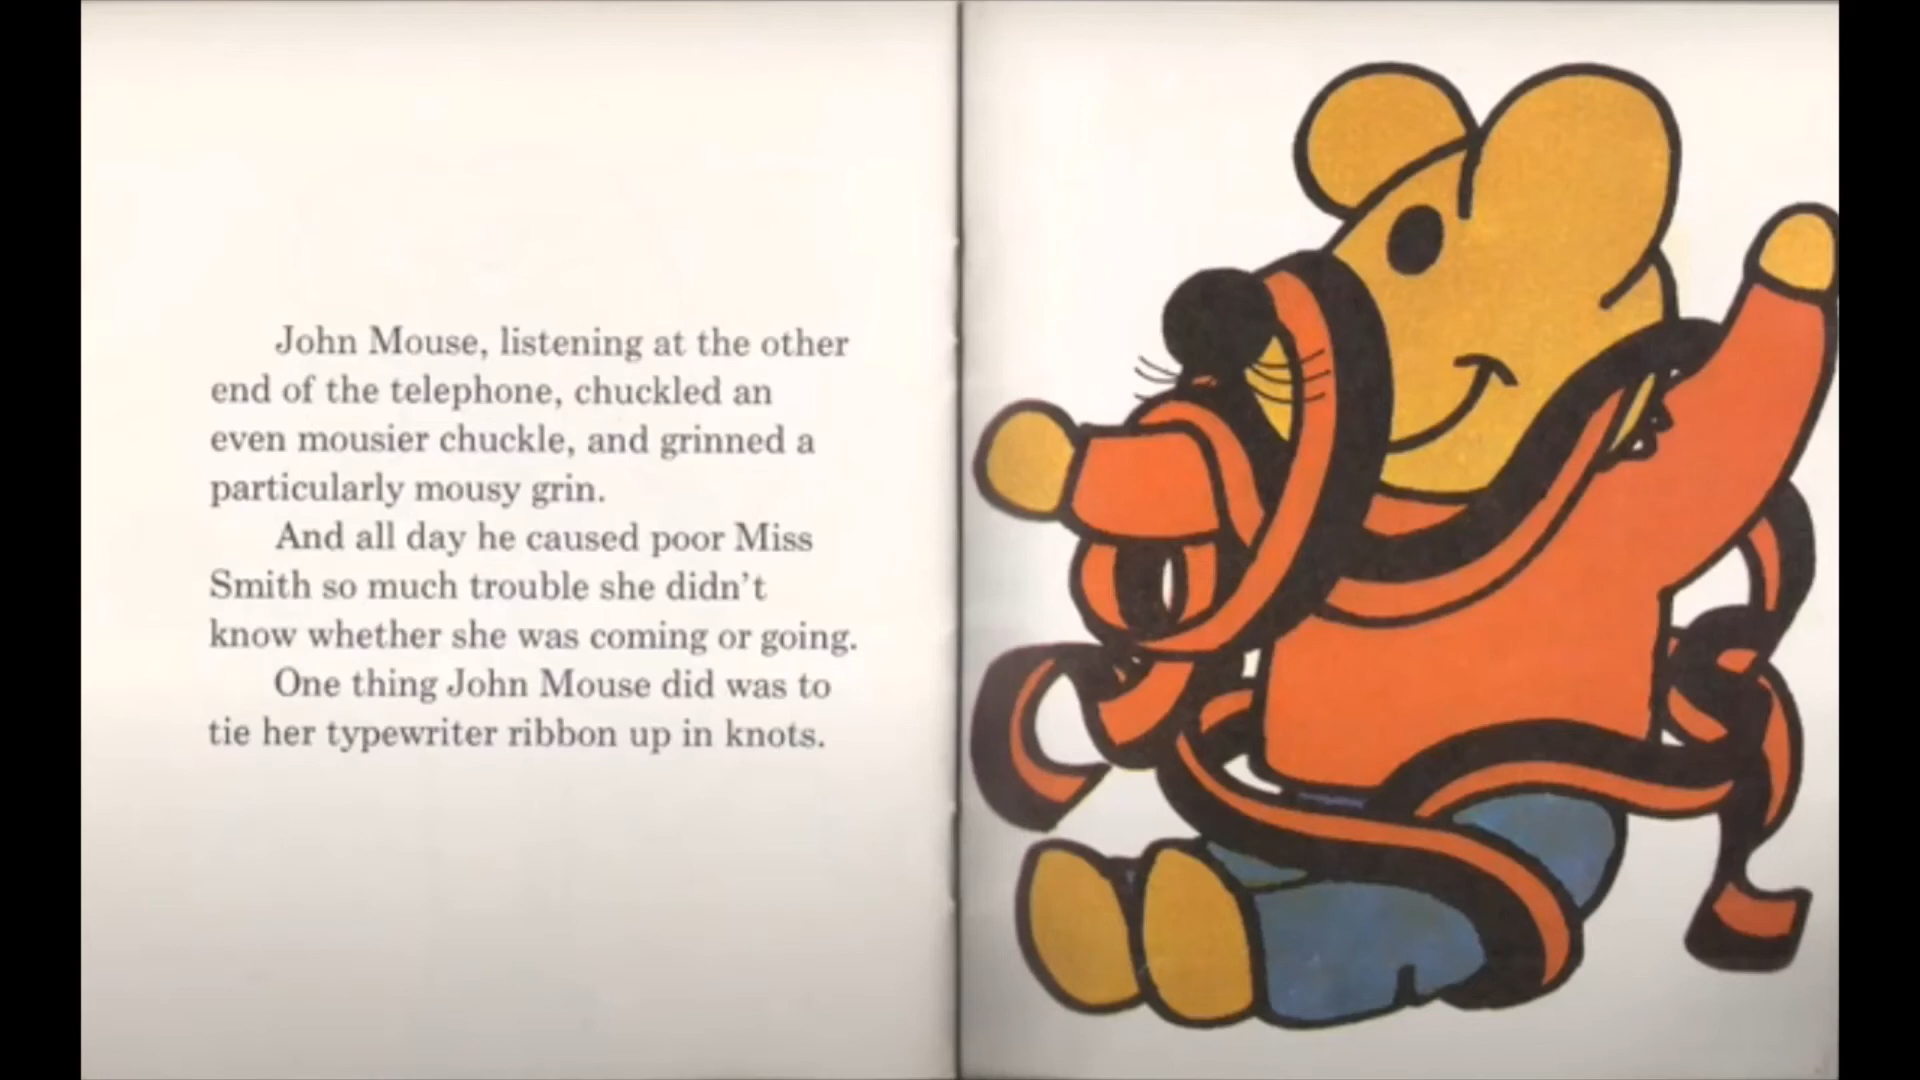 John Mouse, listening at the other
end of the telephone, chuckled an
even mousier chuckle, and grinned a
particularly mousy grin.
And all day he caused poor Miss
Smith so much trouble she didn't
know whether she was coming or going.
One thing John Mouse did was to
tie her typewriter ribbon up in knots.